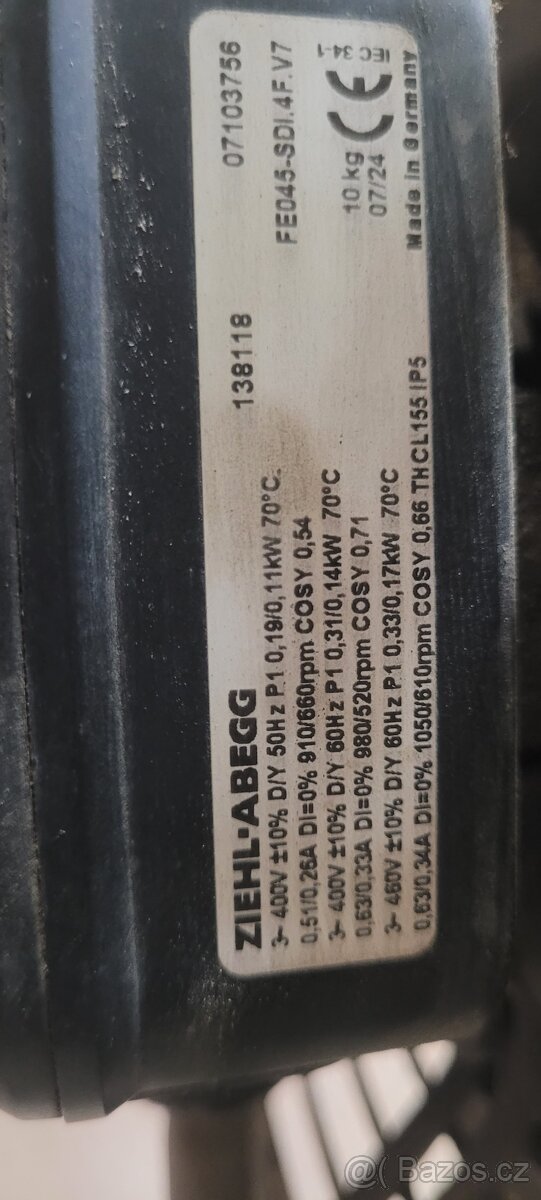 ZIEHL-ABEGG 138118 07103756
3~ 400V ±10% D/Y 50Hz P1 0,19/0,11kW 70°C
0,51/0,26A DI=0% 910/660rpm COSY 0,54 FE045-SDI.4F.V7
3~ 400V ±10% D/Y 60Hz P1 0,31/0,14kW 70°C
0,63/0,33A DI=0% 980/520rpm COSY 0,71
3~ 460V ±10% D/Y 60Hz P1 0,33/0,17kW 70°C
0,63/0,34A DI=0% 1050/610rpm COSY 0,66 THCL155 IP5
10 kg
07/24
CE
IEC 34-1
Made in Germany
@( Bazos.cz